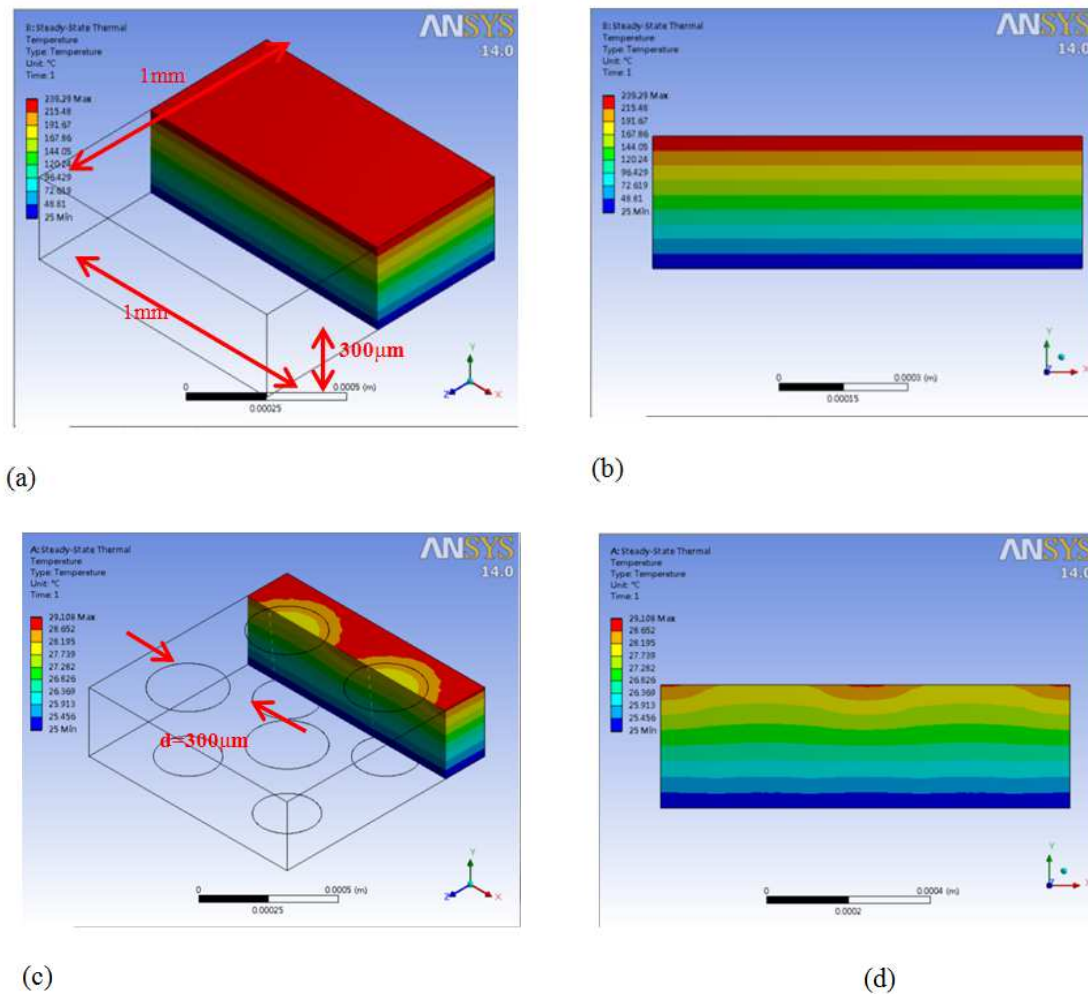 B: Steady-State Thermal
Temperature
Type: Temperature
Unit: °C
Time: 1
239.29 Max
215.48
191.67
167.86
144.05
120.24
96.429
72.619
48.81
25 Min
ANSYS
14.0
1mm
1mm
300μm
0
0.0005 (m)
0.00025
Y
Z
X
(a)
B: Steady-State Thermal
Temperature
Type: Temperature
Unit: °C
Time: 1
239.29 Max
215.48
191.67
167.86
144.05
120.24
96.429
72.619
48.81
25 Min
ANSYS
14.0
0
0.0003 (m)
0.00015
Y
Z
X
(b)
A: Steady-State Thermal
Temperature
Type: Temperature
Unit: °C
Time: 1
29.108 Max
28.652
28.195
27.739
27.282
26.826
26.369
25.913
25.456
25 Min
ANSYS
14.0
d=300μm
0
0.0005 (m)
0.00025
Y
Z
X
(c)
A: Steady-State Thermal
Temperature
Type: Temperature
Unit: °C
Time: 1
29.108 Max
28.652
28.195
27.739
27.282
26.826
26.369
25.913
25.456
25 Min
ANSYS
14.0
0
0.0004 (m)
0.0002
Y
Z
X
(d)